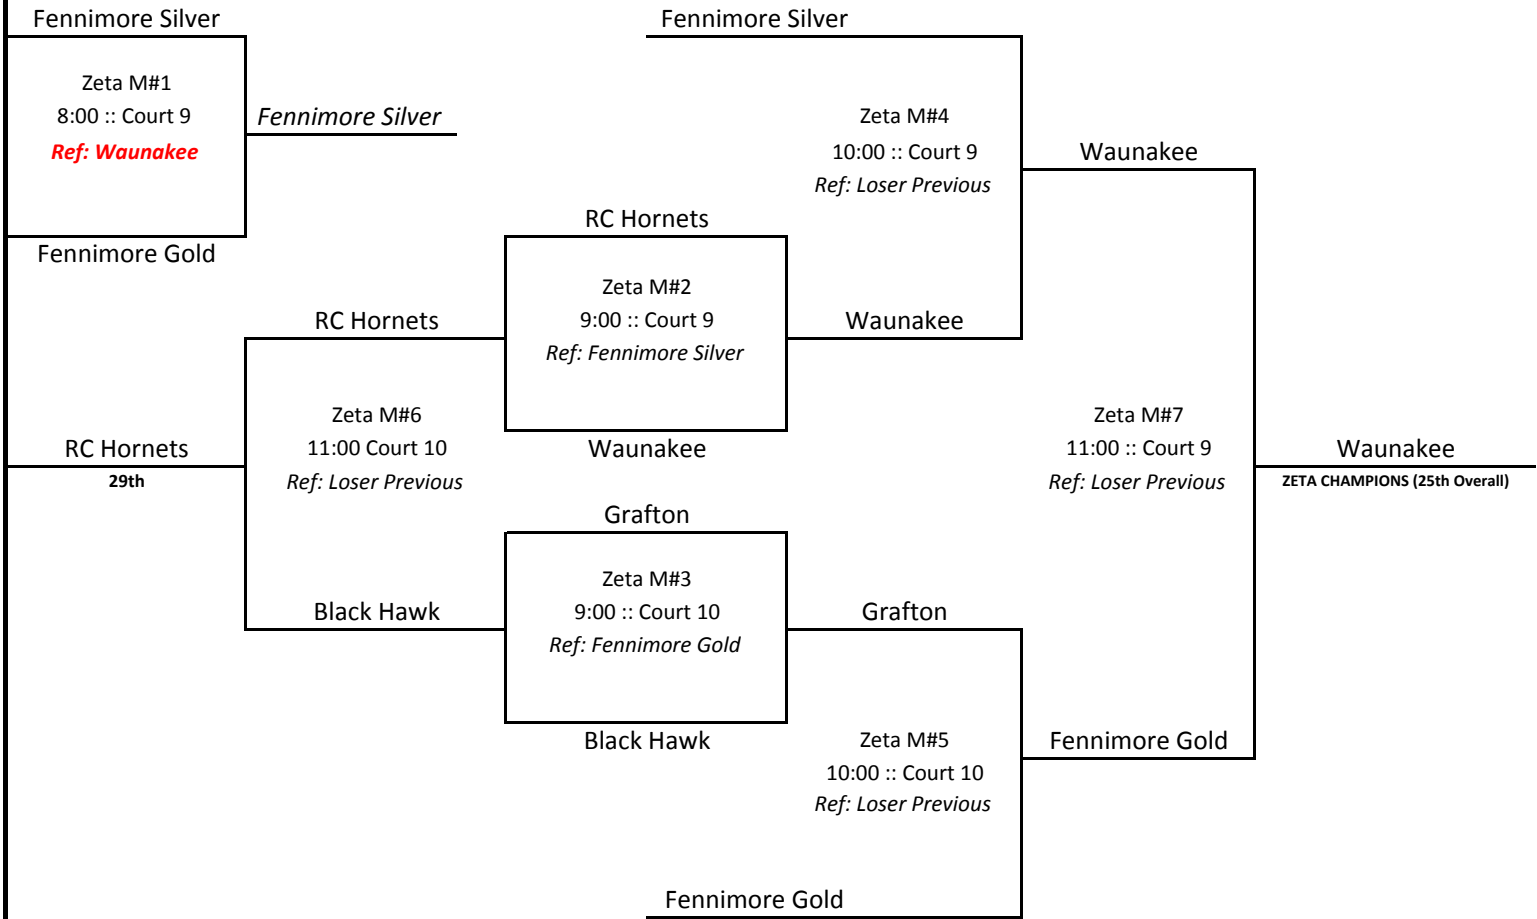 Fennimore Silver
Zeta M#1
8:00 :: Court 9
Ref: Waunakee
Fennimore Silver
Fennimore Gold
RC Hornets
29th
RC Hornets
Zeta M#6
11:00 Court 10
Ref: Loser Previous
Black Hawk
RC Hornets
Zeta M#2
9:00 :: Court 9
Ref: Fennimore Silver
Waunakee
Grafton
Zeta M#3
9:00 :: Court 10
Ref: Fennimore Gold
Black Hawk
Fennimore Silver
Zeta M#4
10:00 :: Court 9
Ref: Loser Previous
Waunakee
Grafton
Zeta M#5
10:00 :: Court 10
Ref: Loser Previous
Fennimore Gold
Waunakee
Zeta M#7
11:00 :: Court 9
Ref: Loser Previous
Fennimore Gold
Waunakee
ZETA CHAMPIONS (25th Overall)